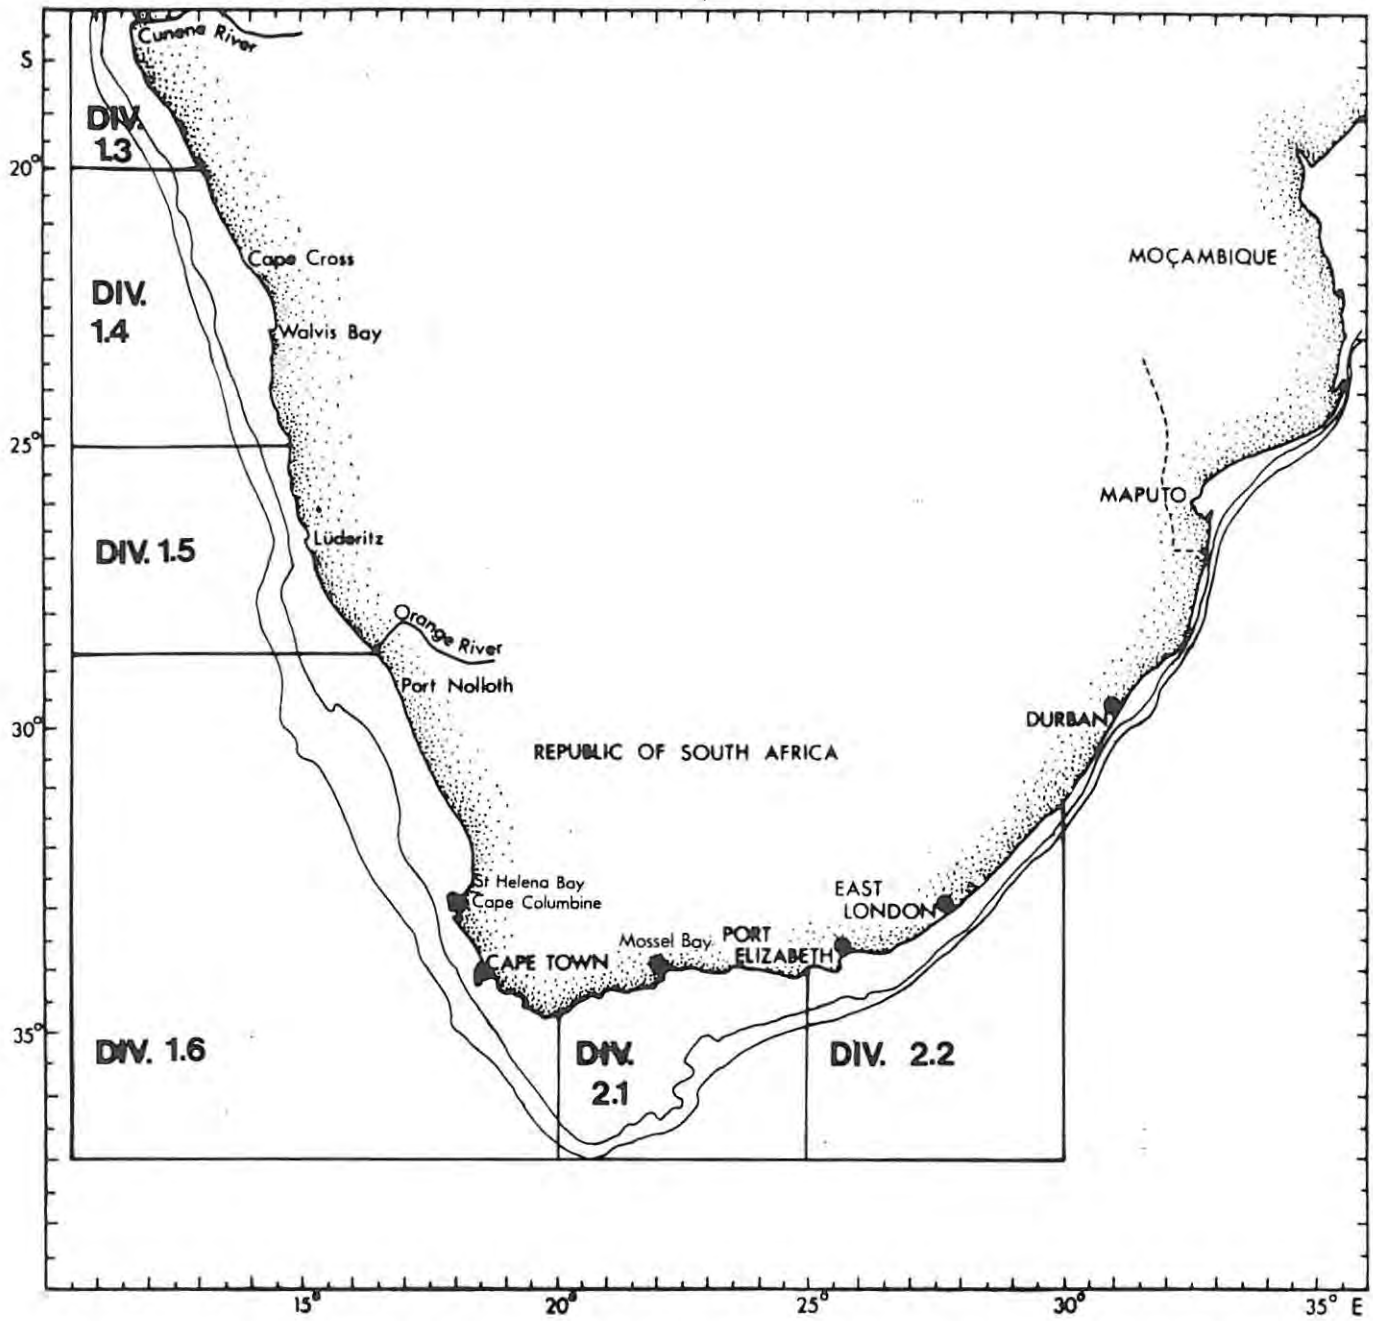 Cunene River
S
DIV.
1.3
20°
Cape Cross
MOÇAMBIQUE
DIV.
1.4
Walvis Bay
25°
MAPUTO
Lüderitz
DIV. 1.5
Orange River
Port Nolloth
DURBAN
30°
REPUBLIC OF SOUTH AFRICA
St Helena Bay
Cape Columbine
EAST
LONDON
Mossel Bay
PORT
ELIZABETH
CAPE TOWN
35°
DIV. 1.6
DIV.
2.1
DIV. 2.2
15°
20°
25°
30°
35° E